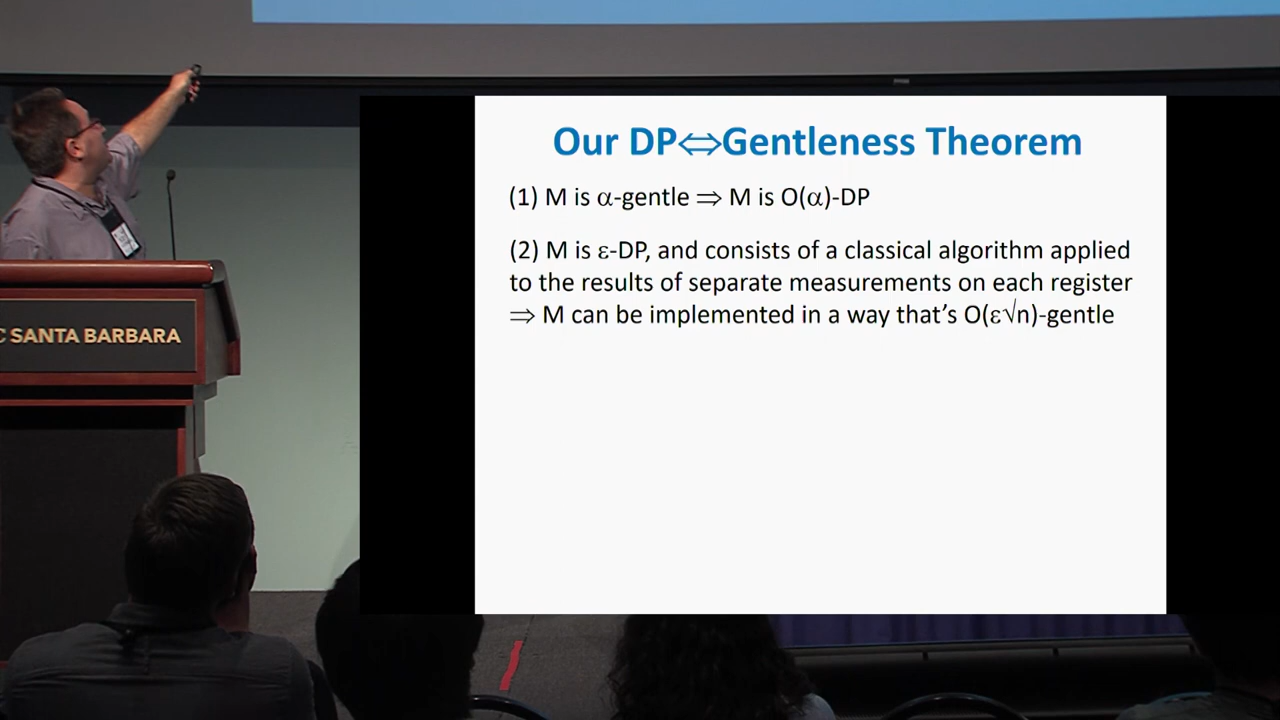 Our DP⇔Gentleness Theorem
(1) M is α-gentle ⇒ M is O(α)-DP
(2) M is ε-DP, and consists of a classical algorithm applied
to the results of separate measurements on each register
⇒ M can be implemented in a way that’s O(ε√n)-gentle
C SANTA BARBARA